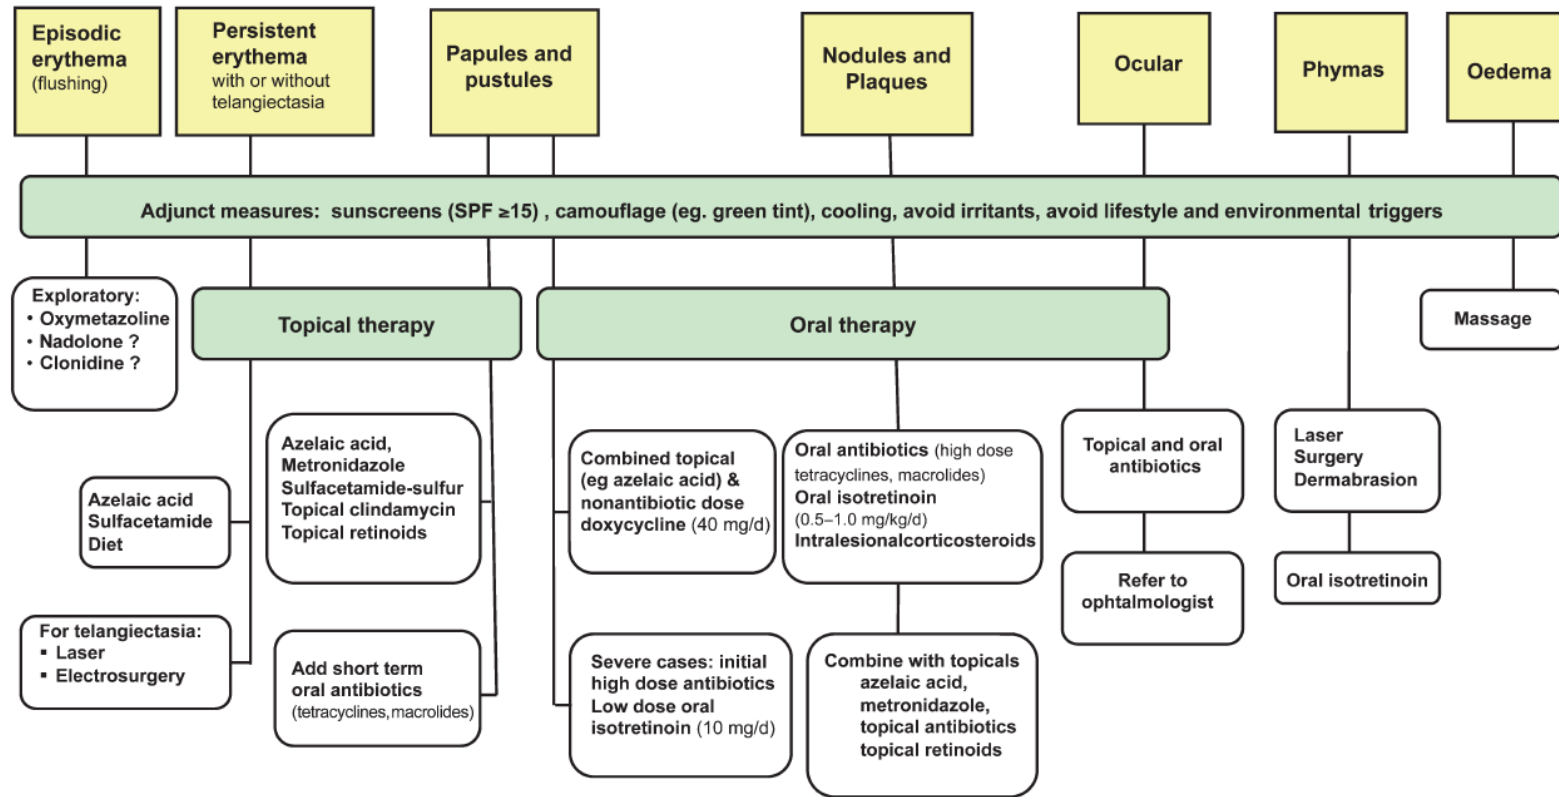 Episodic
erythema
(flushing)
Persistent
erythema
with or without
telangiectasia
Papules and
pustules
Nodules and
Plaques
Ocular
Phymas
Oedema
Adjunct measures: sunscreens (SPF ≥15) , camouflage (eg. green tint), cooling, avoid irritants, avoid lifestyle and environmental triggers
Exploratory:
• Oxymetazoline
• Nadolone ?
• Clonidine ?
Topical therapy
Oral therapy
Massage
Azelaic acid
Sulfacetamide
Diet
For telangiectasia:
▪ Laser
▪ Electrosurgery
Azelaic acid,
Metronidazole
Sulfacetamide-sulfur
Topical clindamycin
Topical retinoids
Add short term
oral antibiotics
(tetracyclines, macrolides)
Combined topical
(eg azelaic acid) &
nonantibiotic dose
doxycycline (40 mg/d)
Severe cases: initial
high dose antibiotics
Low dose oral
isotretinoin (10 mg/d)
Oral antibiotics (high dose
tetracyclines, macrolides)
Oral isotretinoin
(0.5–1.0 mg/kg/d)
Intralesionalcorticosteroids
Combine with topicals
azelaic acid,
metronidazole,
topical antibiotics
topical retinoids
Topical and oral
antibiotics
Refer to
ophtalmologist
Laser
Surgery
Dermabrasion
Oral isotretinoin